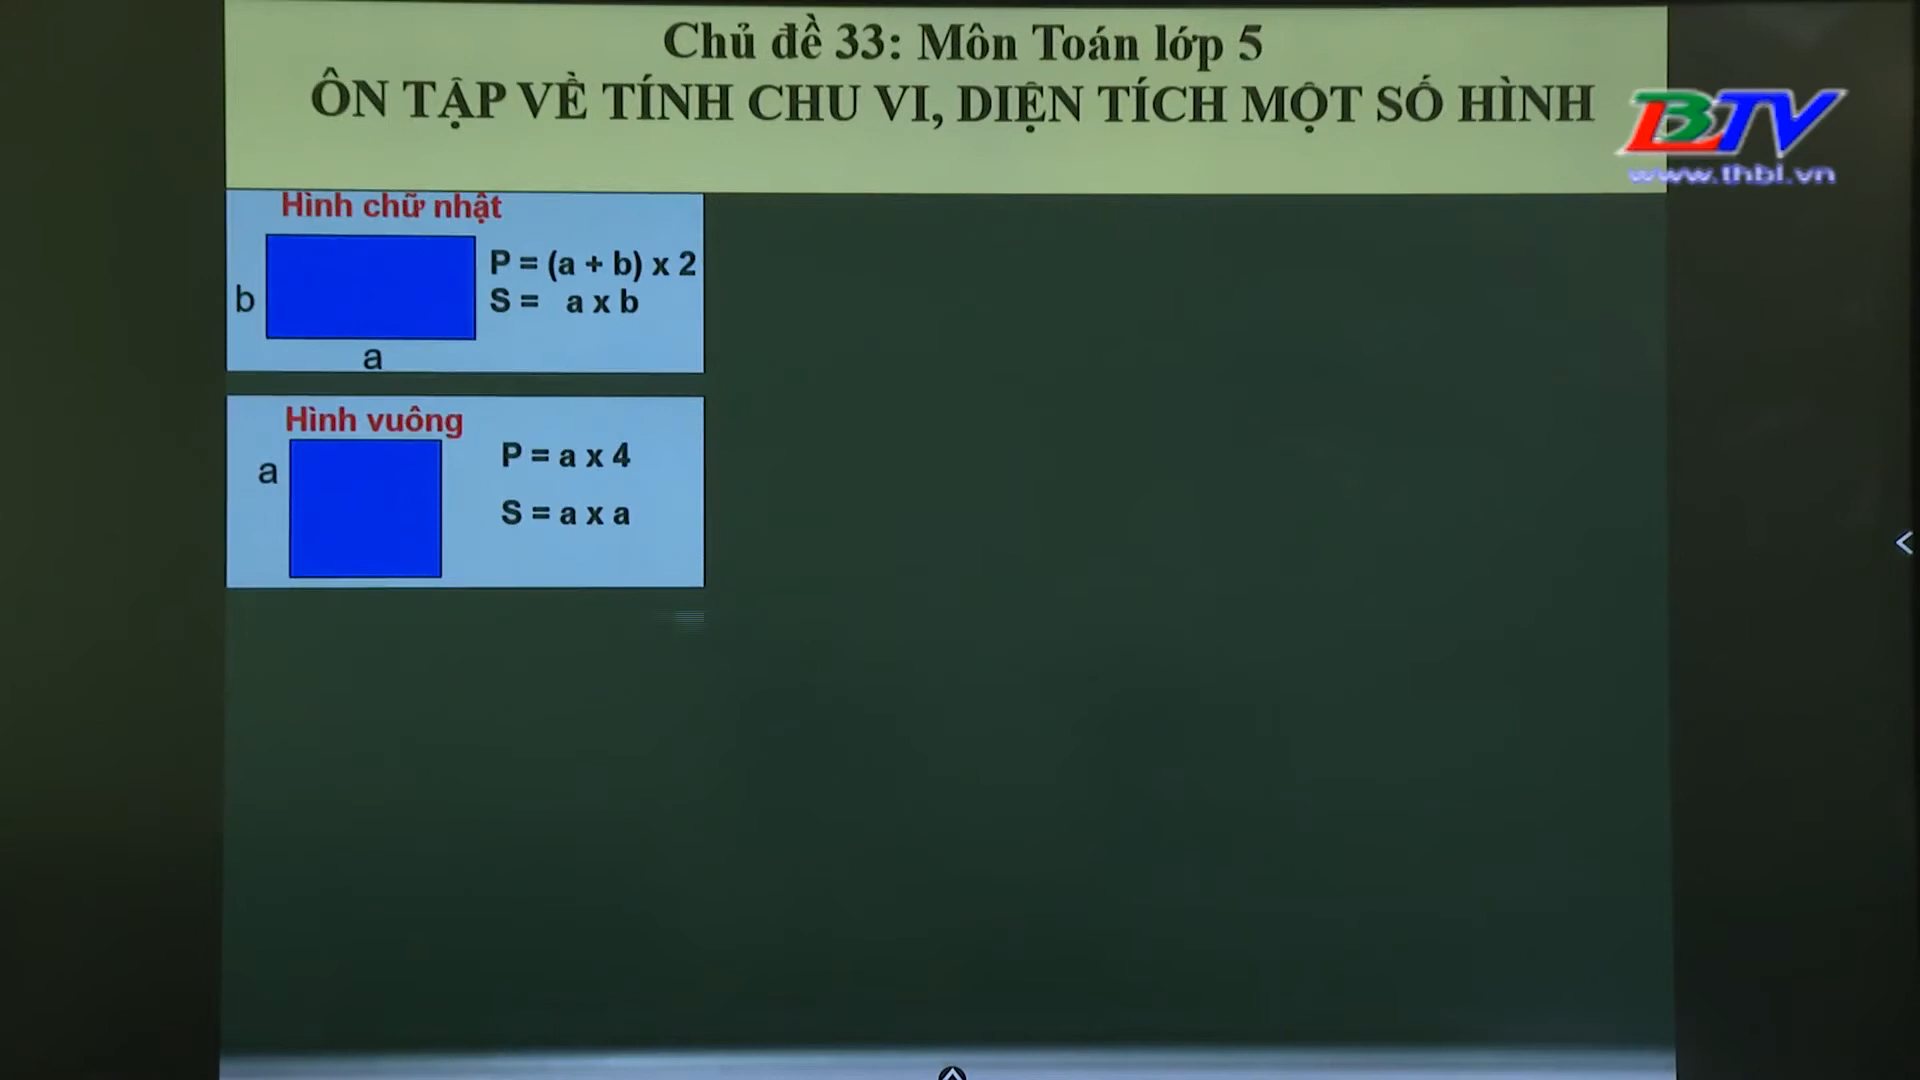 Chủ đề 33: Môn Toán lớp 5
ÔN TẬP VỀ TÍNH CHU VI, DIỆN TÍCH MỘT SỐ HÌNH
BTV
www.thbt.vn
Hình chữ nhật
P = (a + b) x 2
b
S = a x b
a
Hình vuông
a
P = a x 4
S = a x a